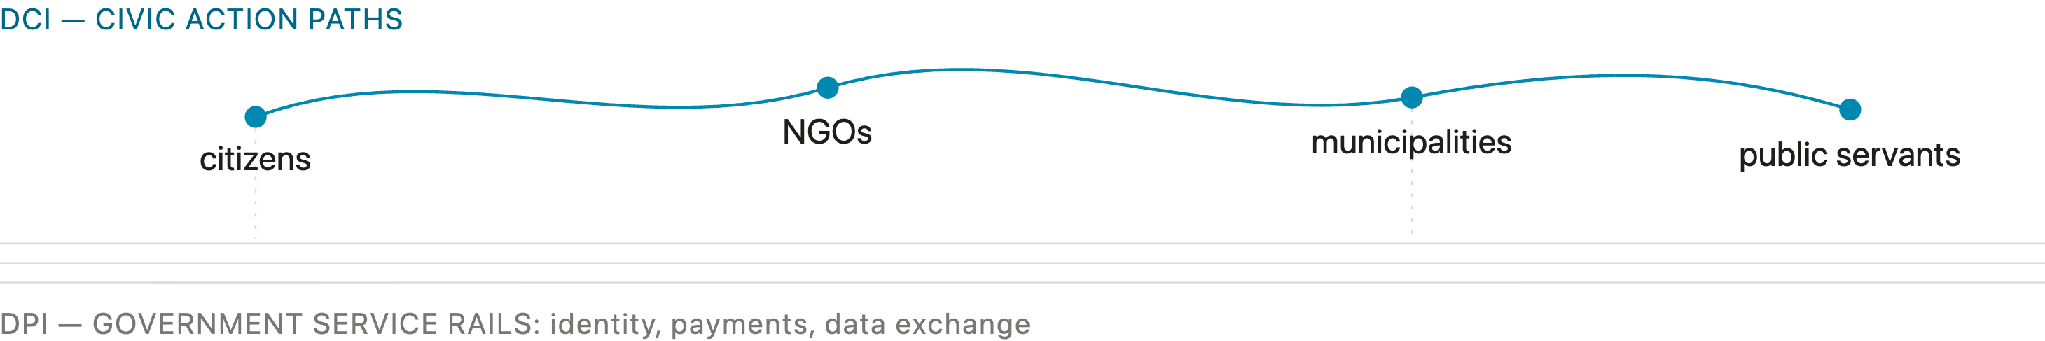 DCI — CIVIC ACTION PATHS
citizens
NGOs
municipalities
public servants
DPI — GOVERNMENT SERVICE RAILS: identity, payments, data exchange